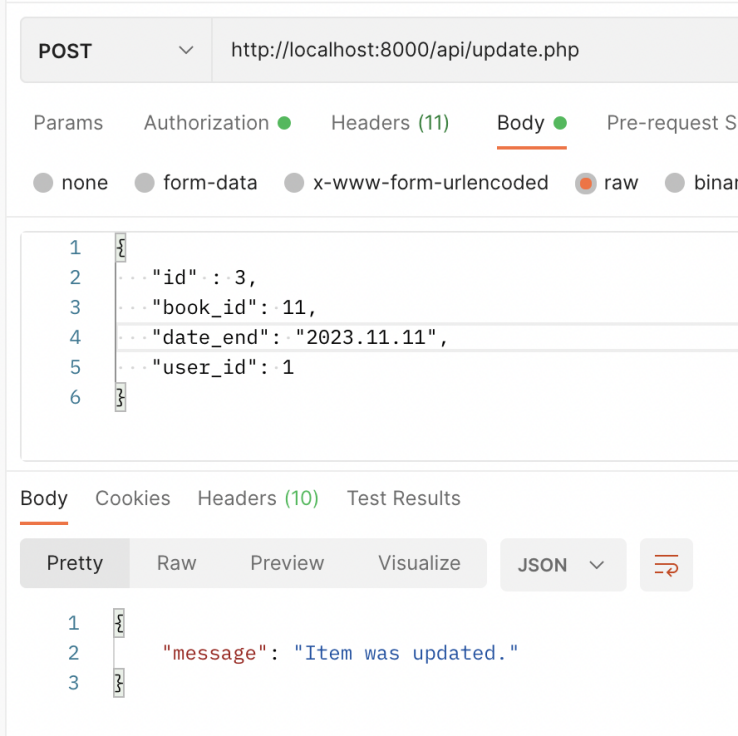 POST http://localhost:8000/api/update.php
Params Authorization Headers (11) Body Pre-request S
none form-data x-www-form-urlencoded raw binar
1 {
2 "id" : 3,
3 "book_id": 11,
4 "date_end": "2023.11.11",
5 "user_id": 1
6 }
Body Cookies Headers (10) Test Results
Pretty Raw Preview Visualize JSON
1 {
2 "message": "Item was updated."
3 }